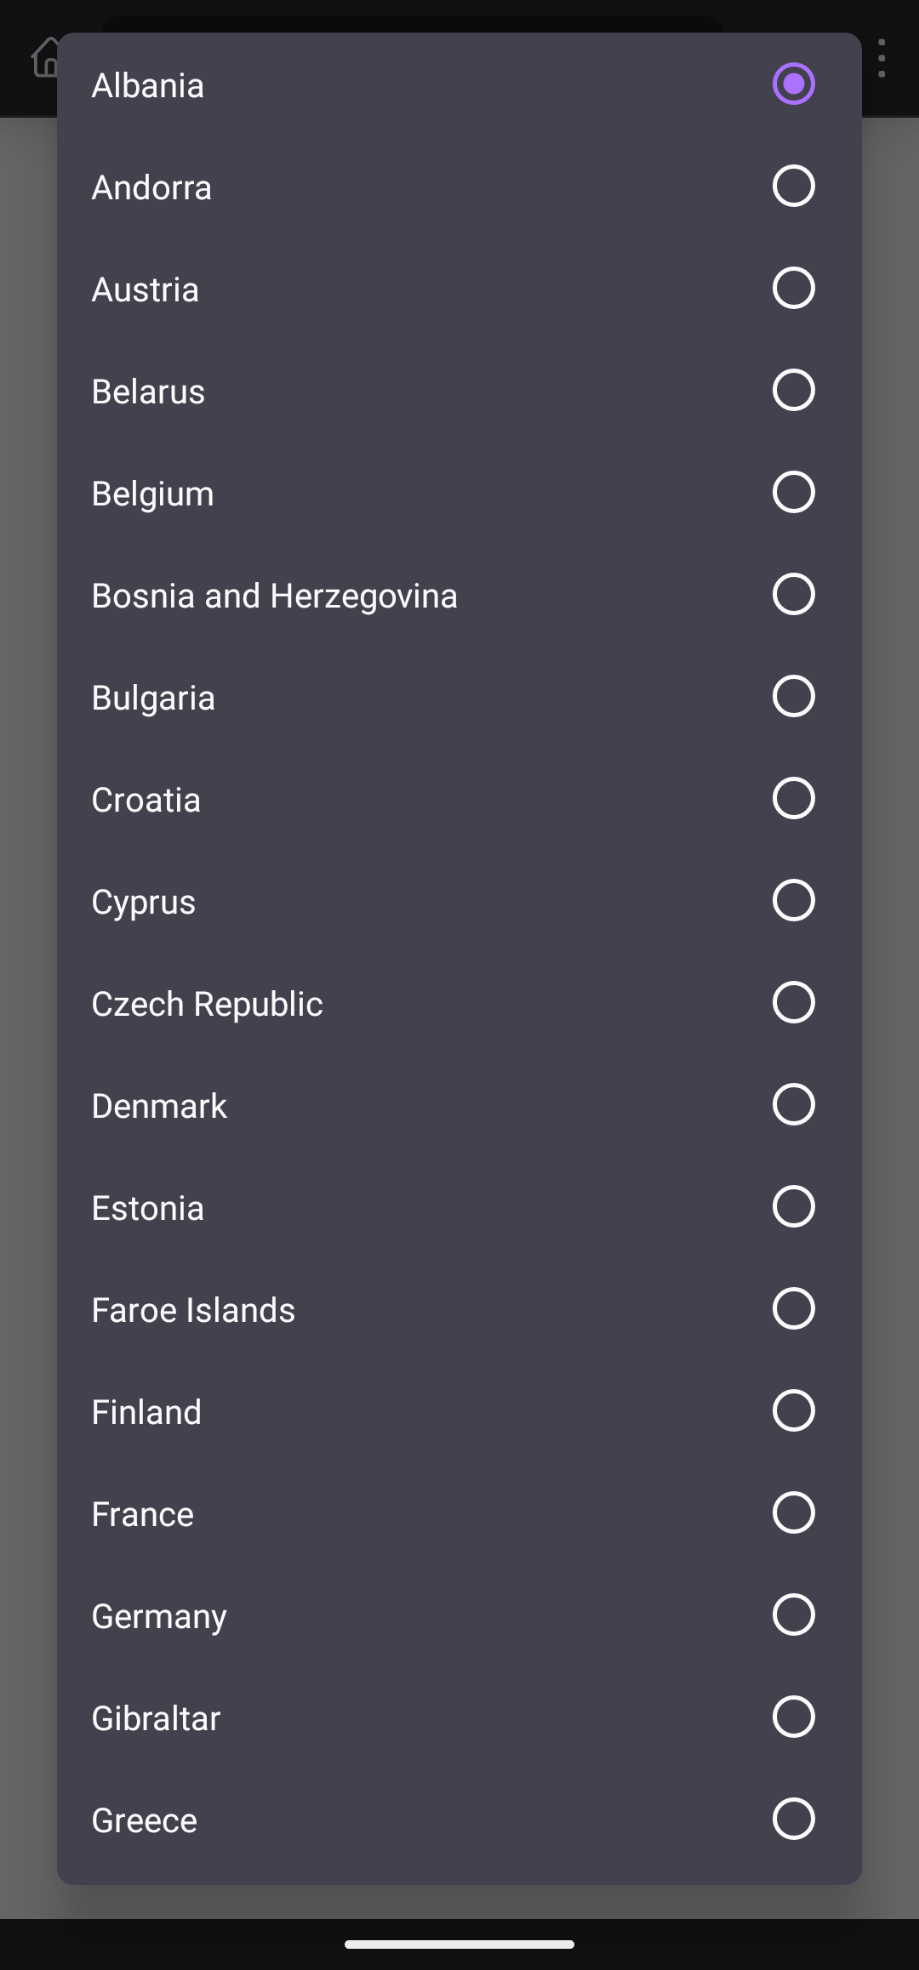 Albania
Andorra
Austria
Belarus
Belgium
Bosnia and Herzegovina
Bulgaria
Croatia
Cyprus
Czech Republic
Denmark
Estonia
Faroe Islands
Finland
France
Germany
Gibraltar
Greece